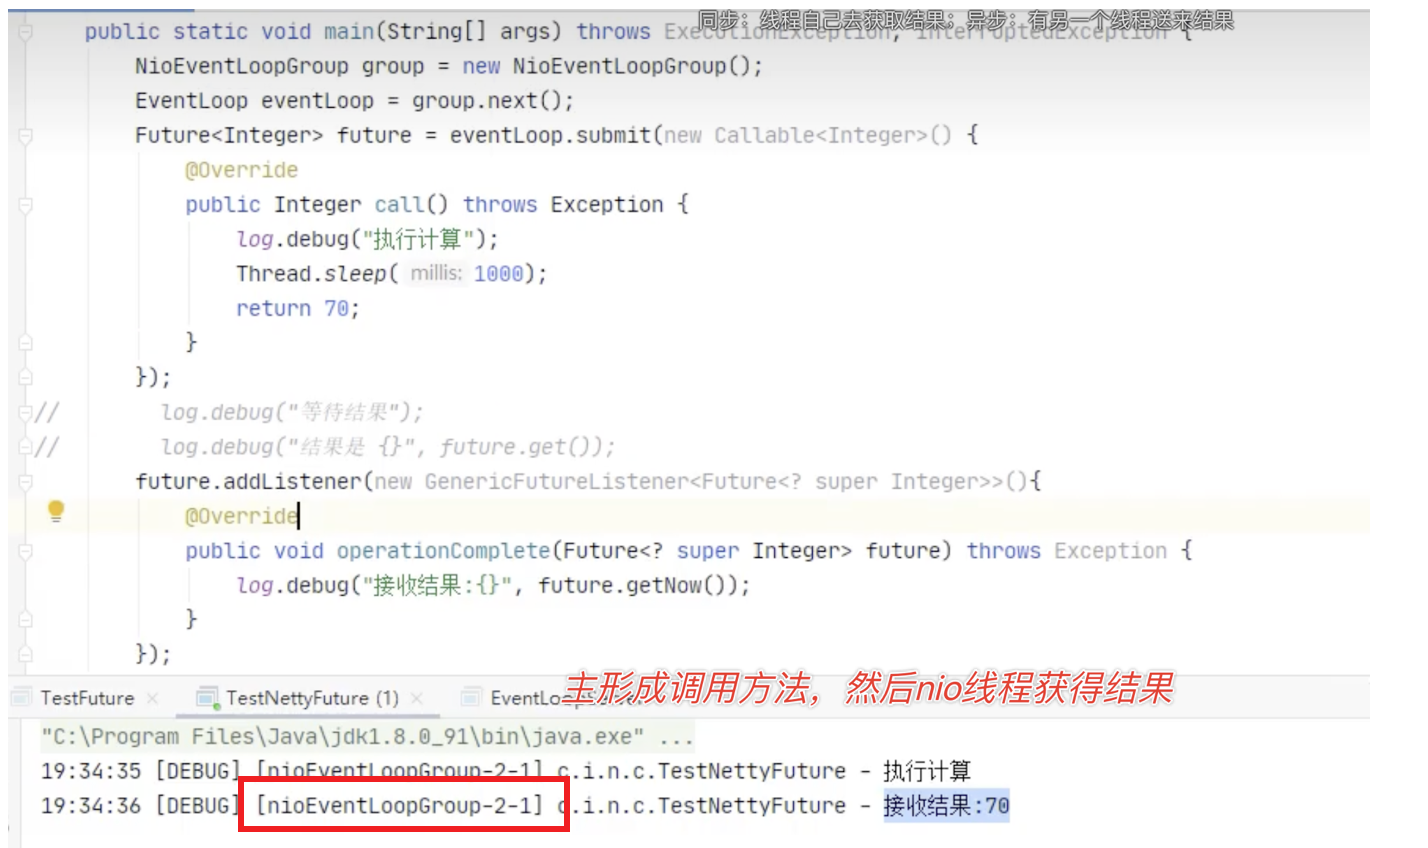 同步：线程自己去获取结果；异步：有另一个线程送来结果
public static void main(String[] args) throws ExecutionException, InterruptedException {
NioEventLoopGroup group = new NioEventLoopGroup();
EventLoop eventLoop = group.next();
Future<Integer> future = eventLoop.submit(new Callable<Integer>() {
@Override
public Integer call() throws Exception {
log.debug("执行计算");
Thread.sleep( millis: 1000);
return 70;
}
});
// log.debug("等待结果");
// log.debug("结果是 {}", future.get());
future.addListener(new GenericFutureListener<Future<? super Integer>>(){
@Override
public void operationComplete(Future<? super Integer> future) throws Exception {
log.debug("接收结果:{}", future.getNow());
}
});
主形成调用方法，然后nio线程获得结果
TestFuture × TestNettyFuture (1) × EventLoopServer
"C:\Program Files\Java\jdk1.8.0_91\bin\java.exe" ...
19:34:35 [DEBUG] [nioEventLoopGroup-2-1] c.i.n.c.TestNettyFuture - 执行计算
19:34:36 [DEBUG] [nioEventLoopGroup-2-1] c.i.n.c.TestNettyFuture - 接收结果:70